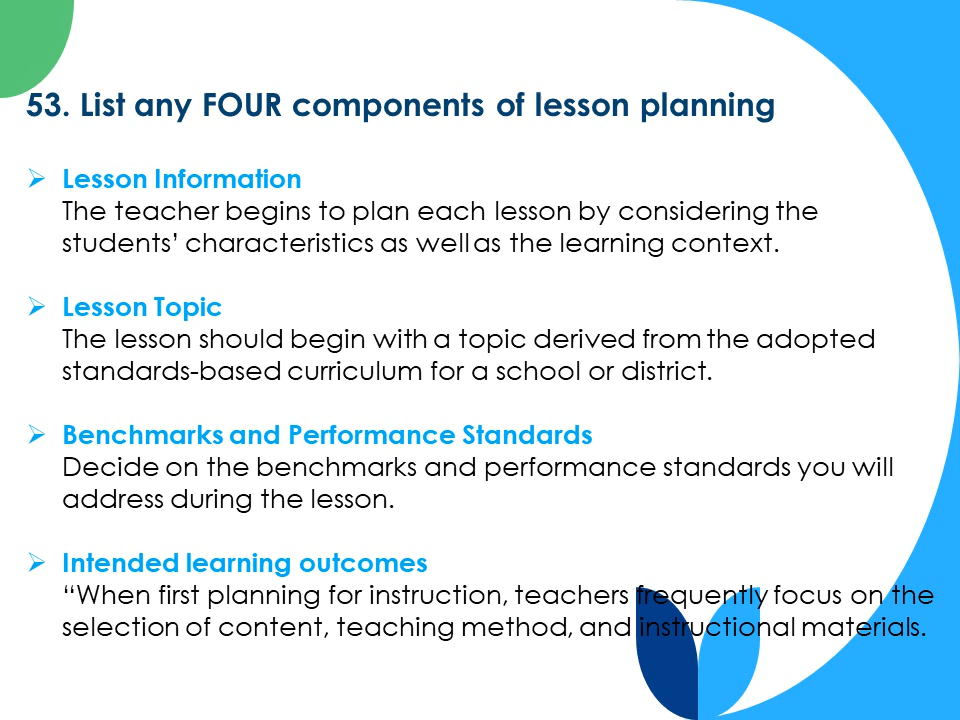 53. List any FOUR components of lesson planning
➢ Lesson Information
The teacher begins to plan each lesson by considering the
students’ characteristics as well as the learning context.
➢ Lesson Topic
The lesson should begin with a topic derived from the adopted
standards-based curriculum for a school or district.
➢ Benchmarks and Performance Standards
Decide on the benchmarks and performance standards you will
address during the lesson.
➢ Intended learning outcomes
“When first planning for instruction, teachers frequently focus on the
selection of content, teaching method, and instructional materials.